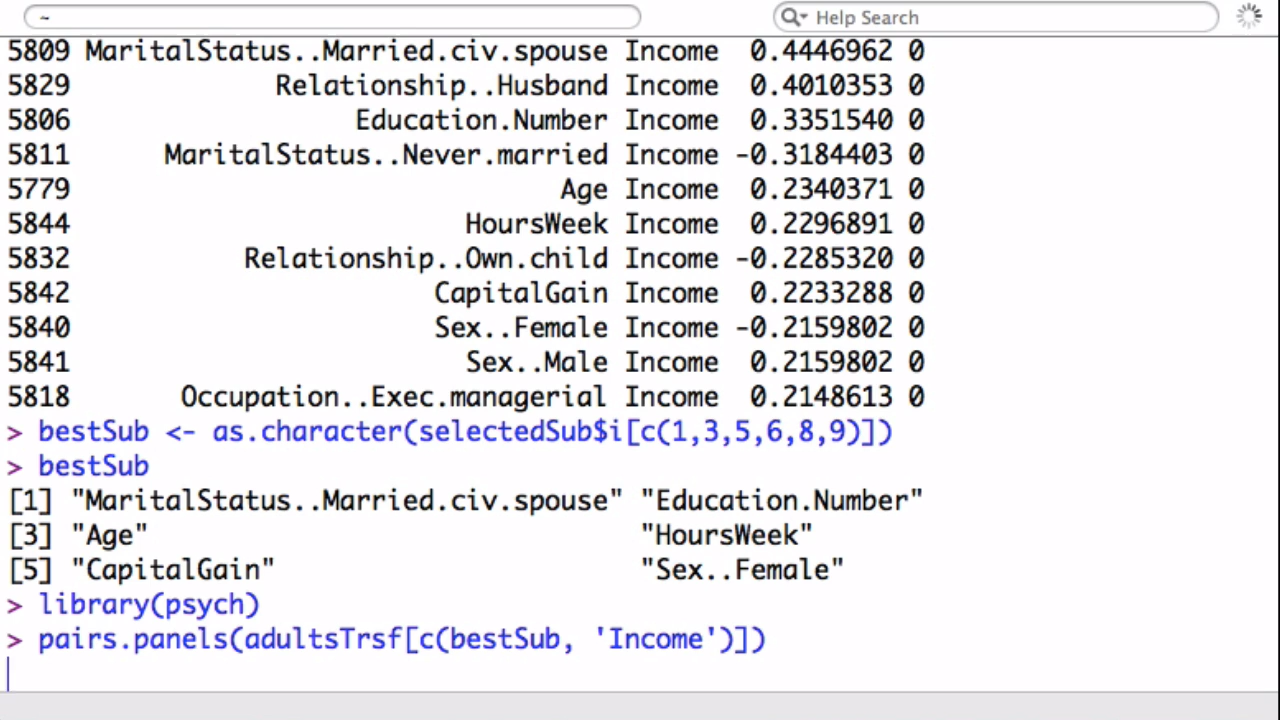 ~
Help Search
5809 MaritalStatus..Married.civ.spouse Income 0.4446962 0
5829 Relationship..Husband Income 0.4010353 0
5806 Education.Number Income 0.3351540 0
5811 MaritalStatus..Never.married Income -0.3184403 0
5779 Age Income 0.2340371 0
5844 HoursWeek Income 0.2296891 0
5832 Relationship..Own.child Income -0.2285320 0
5842 CapitalGain Income 0.2233288 0
5840 Sex..Female Income -0.2159802 0
5841 Sex..Male Income 0.2159802 0
5818 Occupation..Exec.managerial Income 0.2148613 0
> bestSub <- as.character(selectedSub$i[c(1,3,5,6,8,9)])
> bestSub
[1] "MaritalStatus..Married.civ.spouse" "Education.Number"
[3] "Age" "HoursWeek"
[5] "CapitalGain" "Sex..Female"
> library(psych)
> pairs.panels(adultsTrsf[c(bestSub, 'Income')])